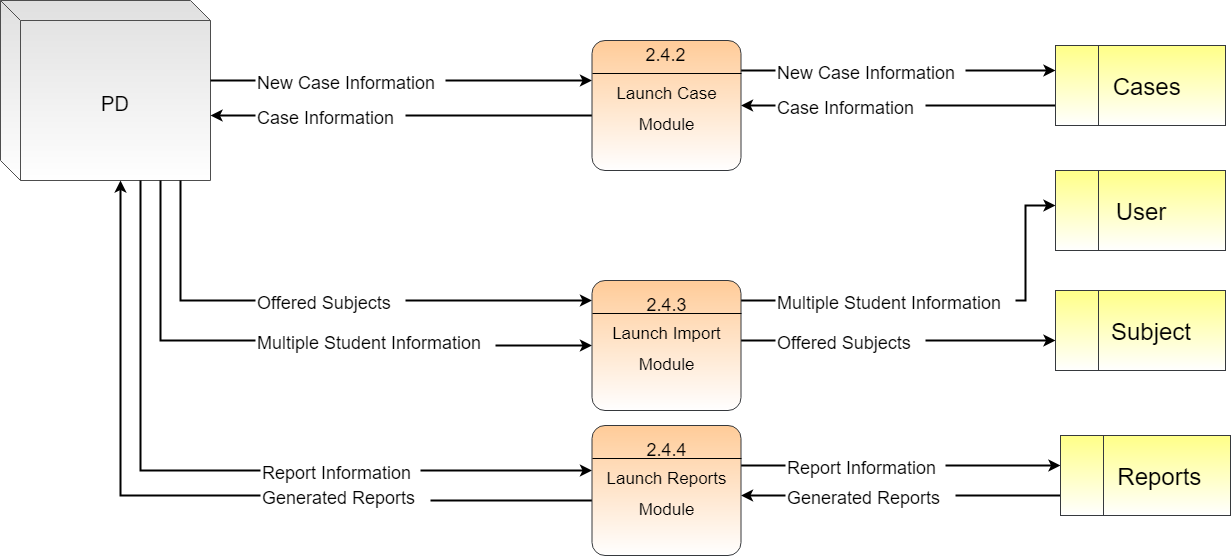 PD
New Case Information
Case Information
2.4.2
Launch Case
Module
New Case Information
Case Information
Cases
User
Offered Subjects
Multiple Student Information
2.4.3
Launch Import
Module
Multiple Student Information
Offered Subjects
Subject
Report Information
Generated Reports
2.4.4
Launch Reports
Module
Report Information
Generated Reports
Reports